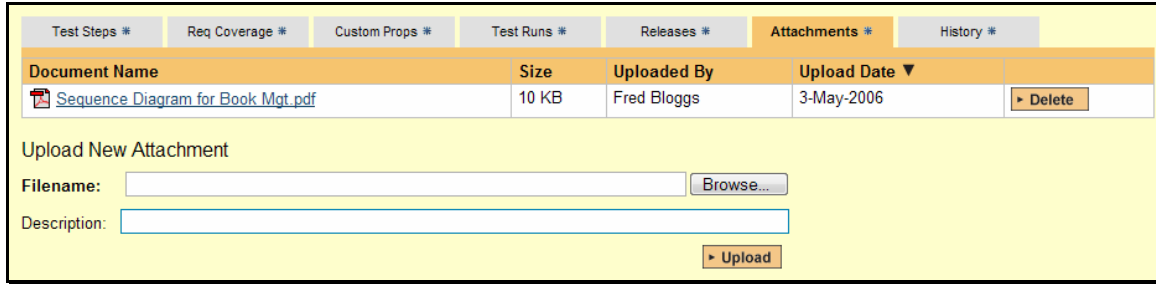 Test Steps * Req Coverage * Custom Props * Test Runs * Releases * Attachments * History *
Document Name Size Uploaded By Upload Date ▼
Sequence Diagram for Book Mgt.pdf 10 KB Fred Bloggs 3-May-2006 ▸ Delete
Upload New Attachment
Filename: Browse...
Description:
▸ Upload